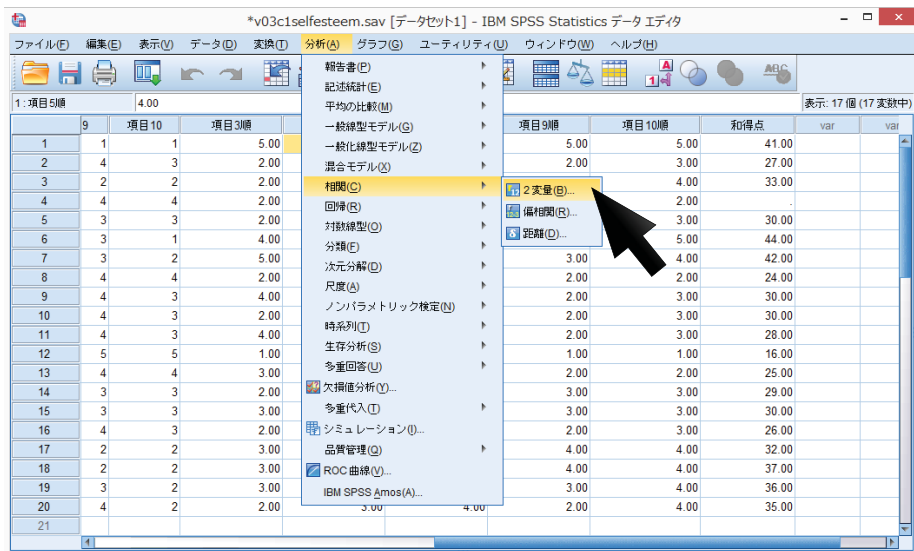 *v03c1selfesteem.sav [データセット1] - IBM SPSS Statistics データ エディタ
ファイル(F) 編集(E) 表示(V) データ(D) 変換(T) 分析(A) グラフ(G) ユーティリティ(U) ウィンドウ(W) ヘルプ(H)
1 : 項目5順 4.00 表示: 17 個 (17 変数中)
9 項目10 項目3順 項目9順 項目10順 和得点 var var
報告書(P)
記述統計(E)
平均の比較(M)
一般線型モデル(G)
一般化線型モデル(Z)
混合モデル(X)
相関(C)
回帰(R)
対数線型(O)
分類(F)
次元分解(D)
尺度(A)
ノンパラメトリック検定(N)
時系列(T)
生存分析(S)
多重回答(U)
欠損値分析(Y)...
多重代入(T)
シミュレーション(I)...
品質管理(Q)
ROC 曲線(V)...
IBM SPSS Amos(A)...
2 変量(B)...
偏相関(R)...
距離(D)...
1 1 1 5.00 5.00 5.00 41.00
2 4 3 2.00 2.00 3.00 27.00
3 2 2 2.00 4.00 33.00
4 4 4 2.00 2.00 .
5 3 3 2.00 3.00 30.00
6 3 1 4.00 5.00 44.00
7 3 2 5.00 3.00 4.00 42.00
8 4 4 2.00 2.00 2.00 24.00
9 4 3 4.00 2.00 3.00 30.00
10 4 3 2.00 2.00 3.00 30.00
11 4 3 4.00 2.00 3.00 28.00
12 5 5 1.00 1.00 1.00 16.00
13 4 4 3.00 2.00 2.00 25.00
14 3 3 2.00 3.00 3.00 29.00
15 3 3 3.00 3.00 3.00 30.00
16 4 3 2.00 2.00 3.00 26.00
17 2 2 3.00 4.00 4.00 32.00
18 2 2 3.00 4.00 4.00 37.00
19 3 2 3.00 3.00 4.00 36.00
20 4 2 2.00 3.00 4.00 2.00 4.00 35.00
21